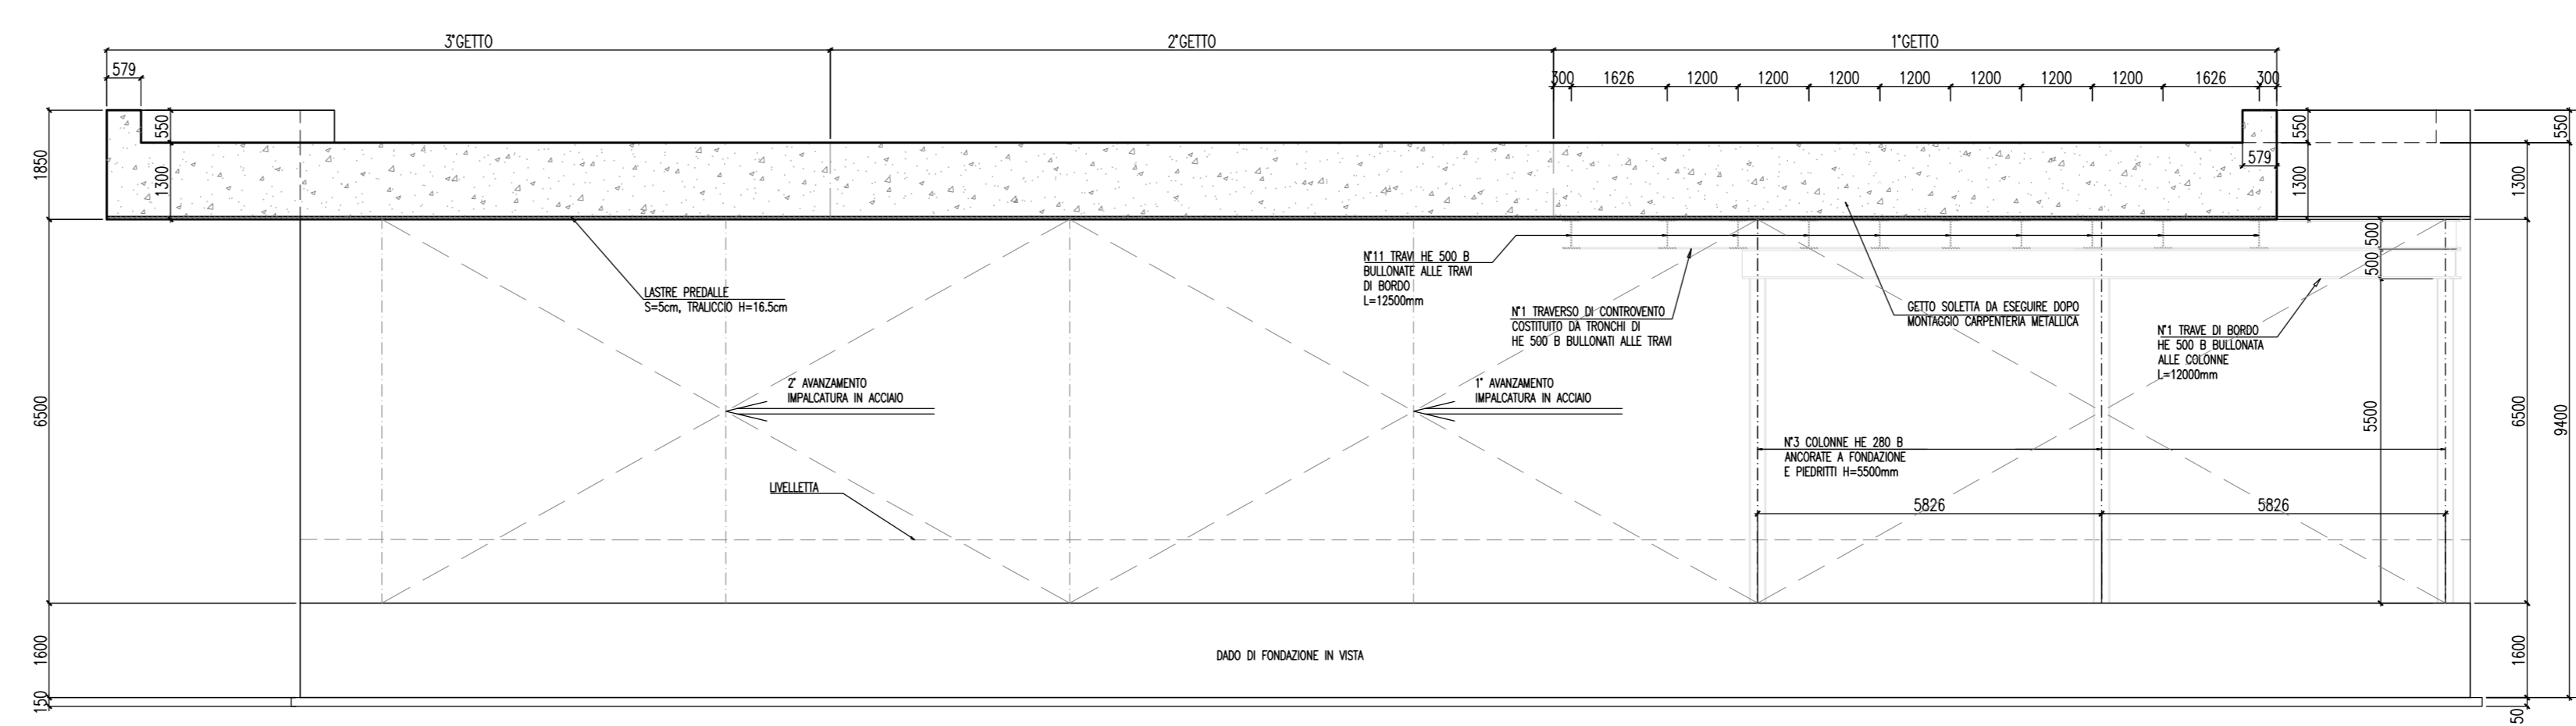 3°GETTO
2°GETTO
1°GETTO
579
300
1626
1200
1200
1200
1200
1200
1200
1200
1626
300
1850
550
1300
550
579
1300
550
1300
500
500
N°11 TRAVI HE 500 B
BULLONATE ALLE TRAVI
DI BORDO
L=12500mm
LASTRE PREDALLE
S=5cm, TRALICCIO H=16.5cm
N°1 TRAVERSO DI CONTROVENTO
COSTITUITO DA TRONCHI DI
HE 500 B BULLONATI ALLE TRAVI
GETTO SOLETTA DA ESEGUIRE DOPO
MONTAGGIO CARPENTERIA METALLICA
N°1 TRAVE DI BORDO
HE 500 B BULLONATA
ALLE COLONNE
L=12000mm
2° AVANZAMENTO
IMPALCATURA IN ACCIAIO
1° AVANZAMENTO
IMPALCATURA IN ACCIAIO
6500
5500
6500
9400
N°3 COLONNE HE 280 B
ANCORATE A FONDAZIONE
E PIEDRITTI H=5500mm
LIVELLETTA
5826
5826
1600
DADO DI FONDAZIONE IN VISTA
1600
150
50